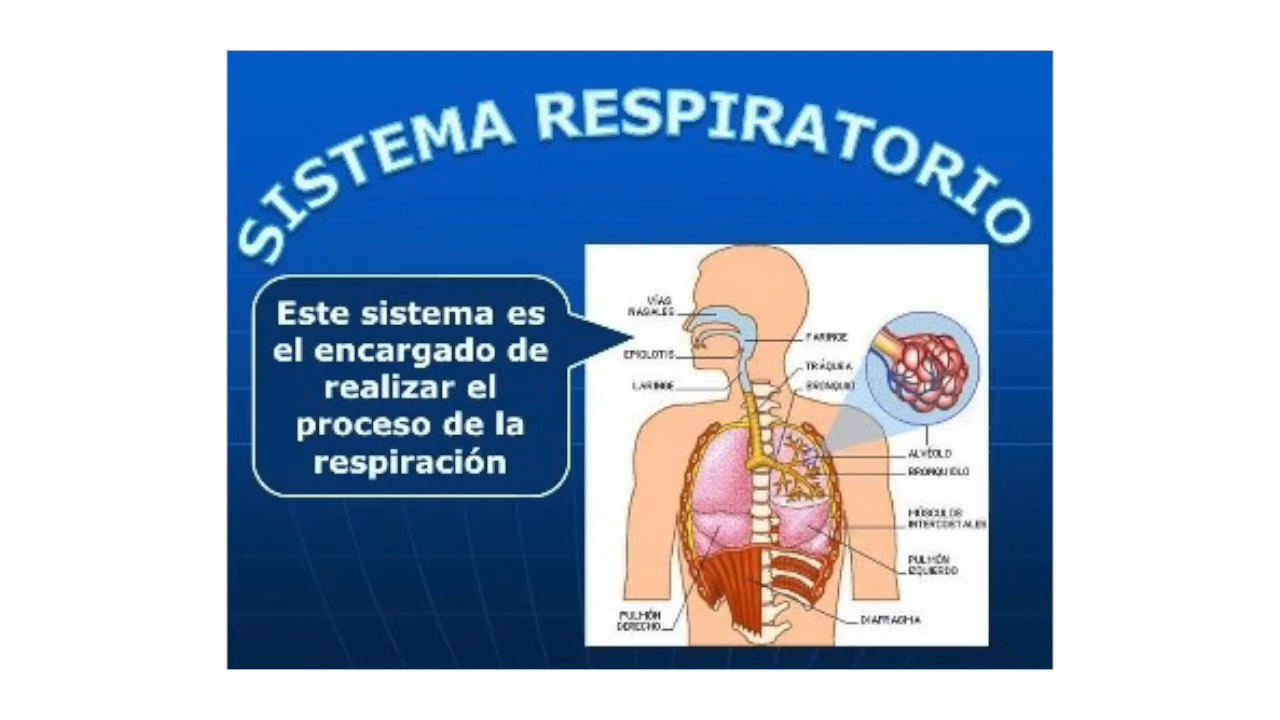 SISTEMA RESPIRATORIO
Este sistema es
el encargado de
realizar el
proceso de la
respiración
VÍAS
NASALES
EPIGLOTIS
LARINGE
FARINGE
TRÁQUEA
BRONQUIO
ALVÉOLO
BRONQUIOLO
MÚSCULOS
INTERCOSTALES
PULMÓN
IZQUIERDO
DIAFRAGMA
PULMÓN
DERECHO